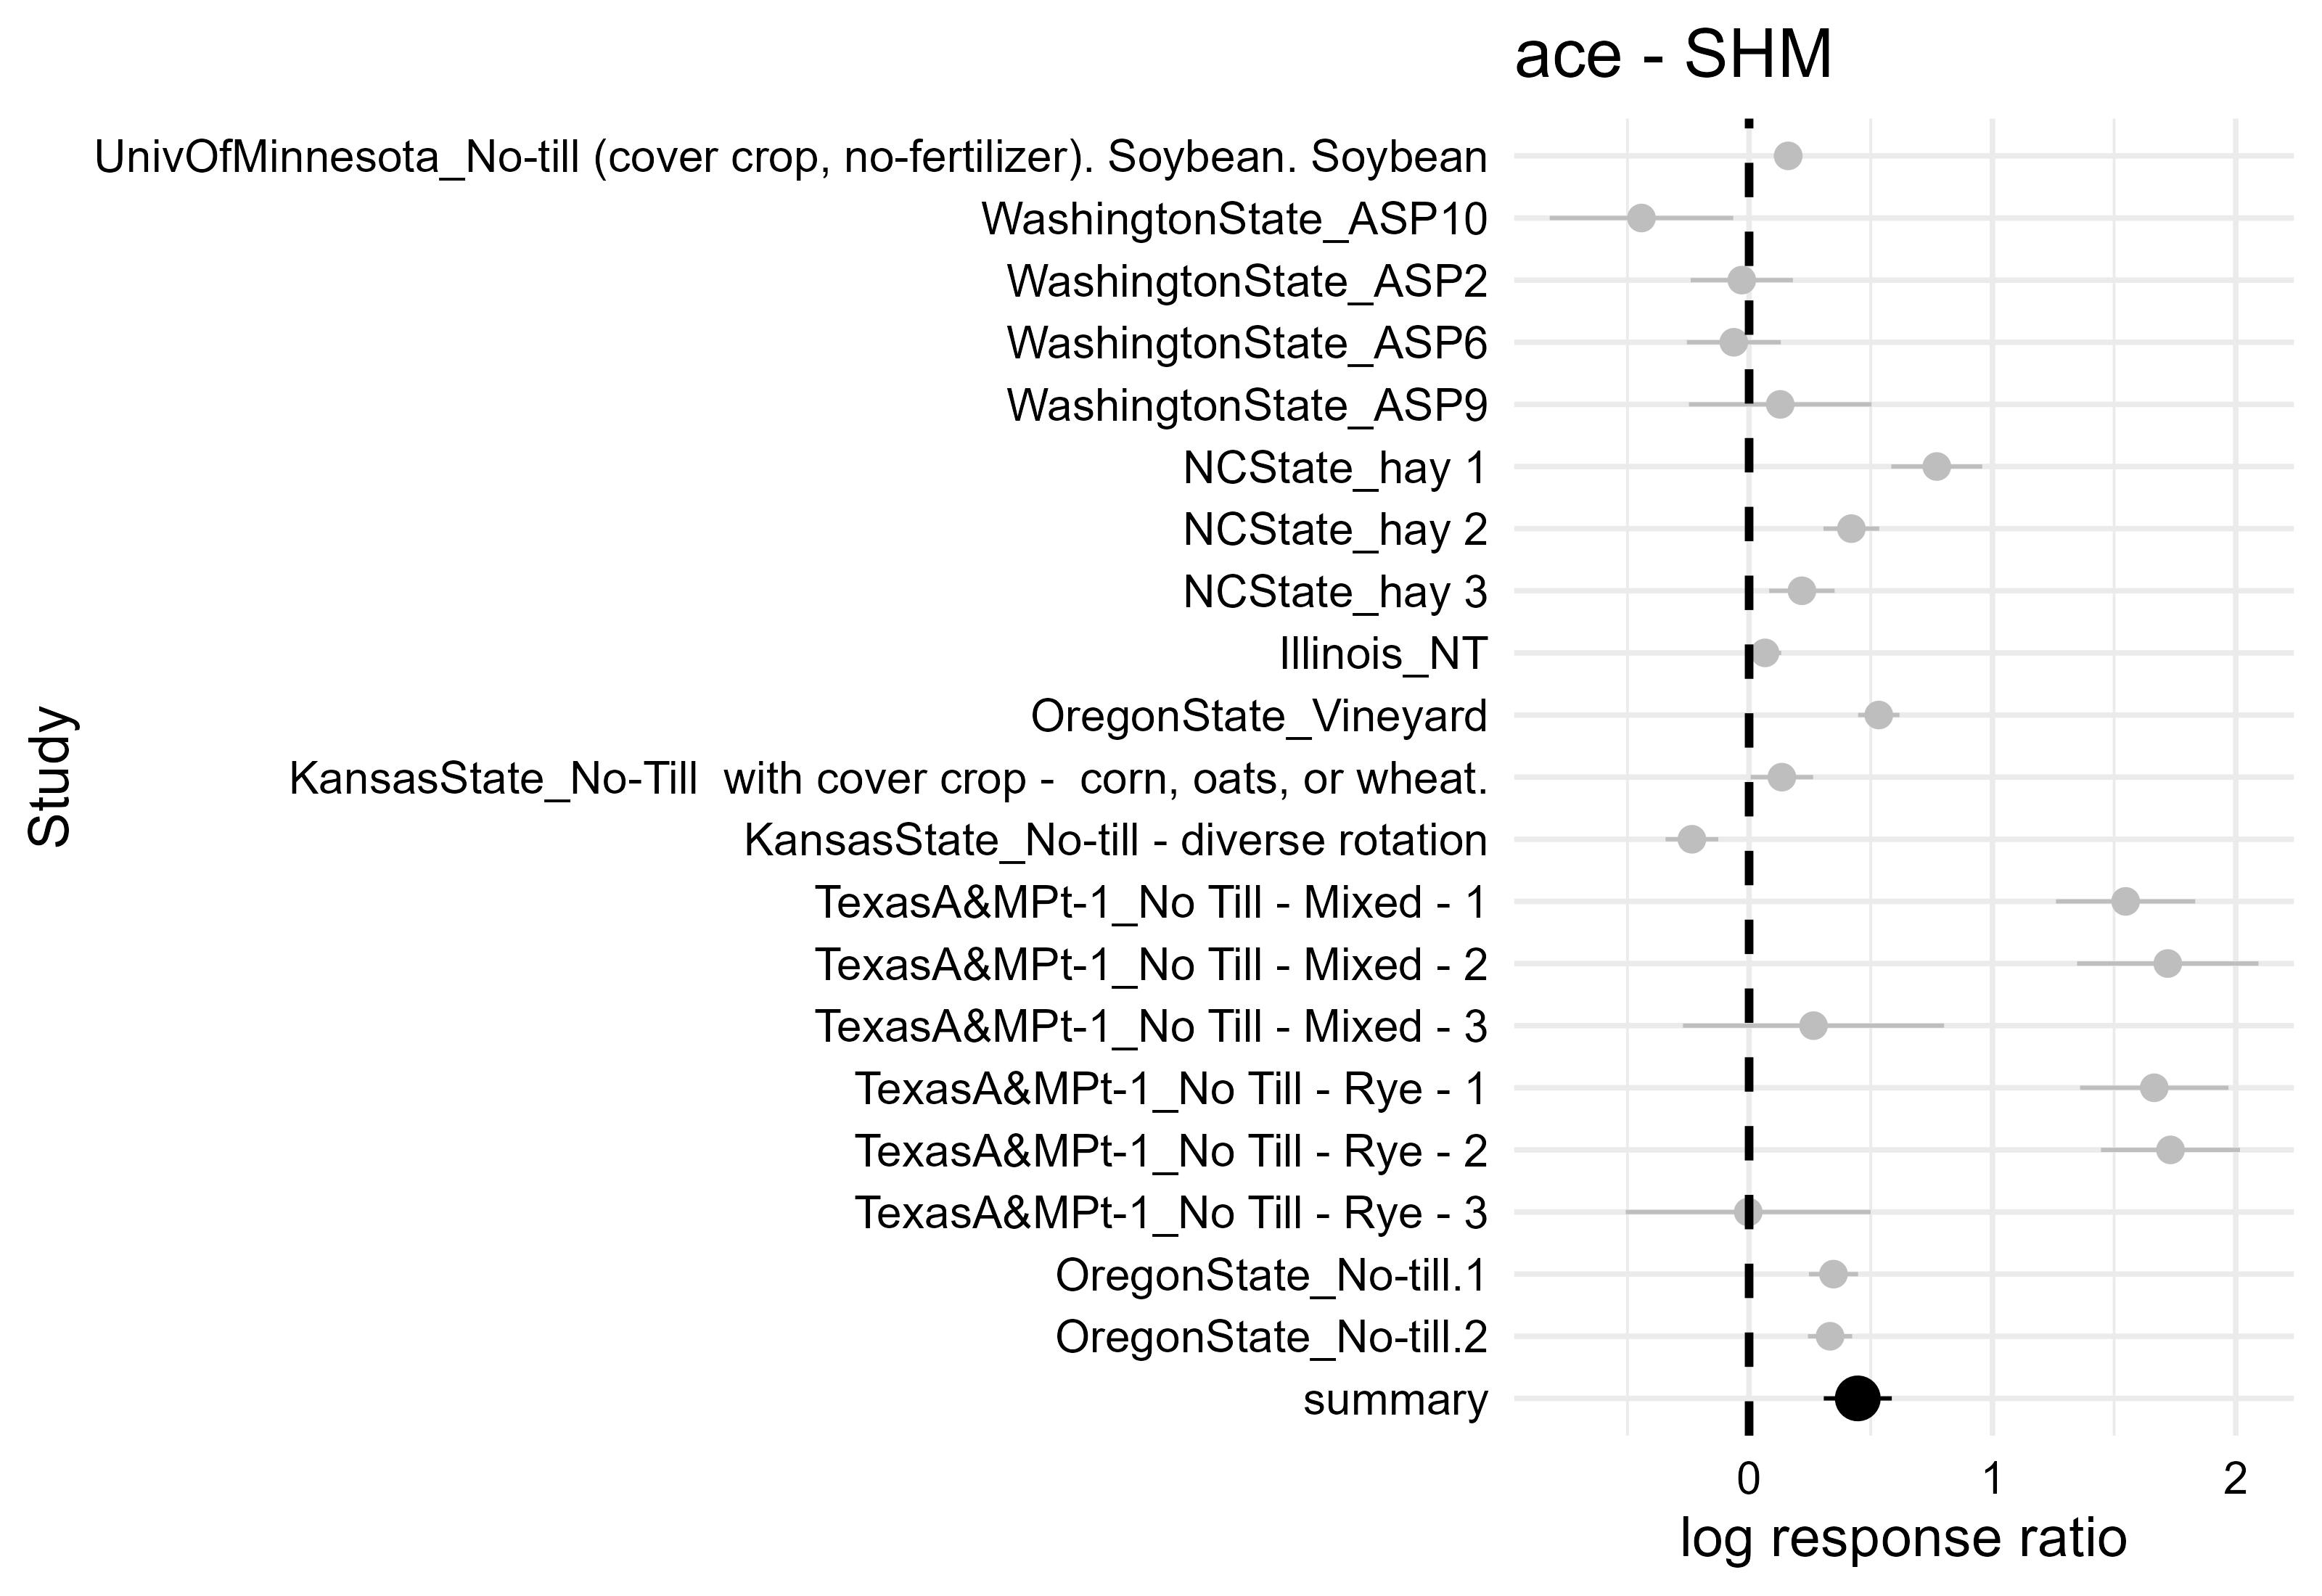 ace - SHM
UnivOfMinnesota_No-till (cover crop, no-fertilizer). Soybean. Soybean
WashingtonState_ASP10
WashingtonState_ASP2
WashingtonState_ASP6
WashingtonState_ASP9
NCState_hay 1
NCState_hay 2
NCState_hay 3
Illinois_NT
OregonState_Vineyard
KansasState_No-Till  with cover crop -  corn, oats, or wheat.
KansasState_No-till - diverse rotation
TexasA&MPt-1_No Till - Mixed - 1
TexasA&MPt-1_No Till - Mixed - 2
TexasA&MPt-1_No Till - Mixed - 3
TexasA&MPt-1_No Till - Rye - 1
TexasA&MPt-1_No Till - Rye - 2
TexasA&MPt-1_No Till - Rye - 3
OregonState_No-till.1
OregonState_No-till.2
summary
Study
0 1 2
log response ratio